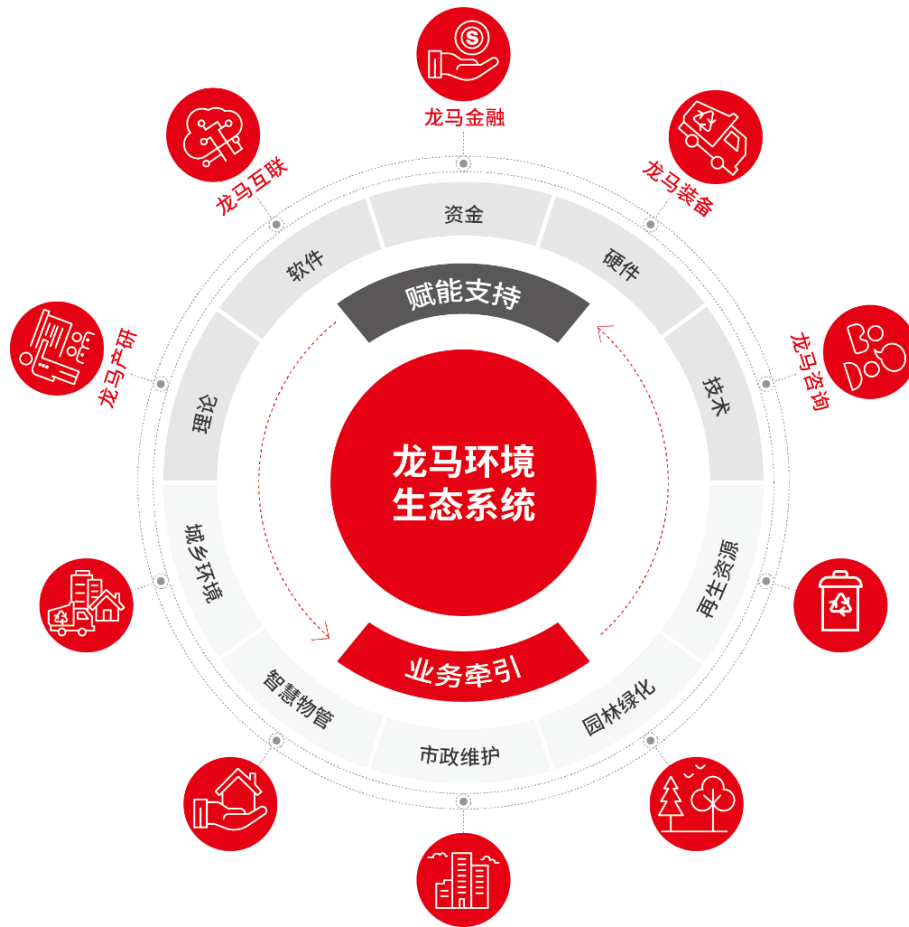 龙马金融
龙马互联
龙马装备
龙马产研
龙马咨询
资金
软件
硬件
理论
技术
赋能支持
龙马环境
生态系统
业务牵引
城乡环境
再生资源
智慧物管
园林绿化
市政维护